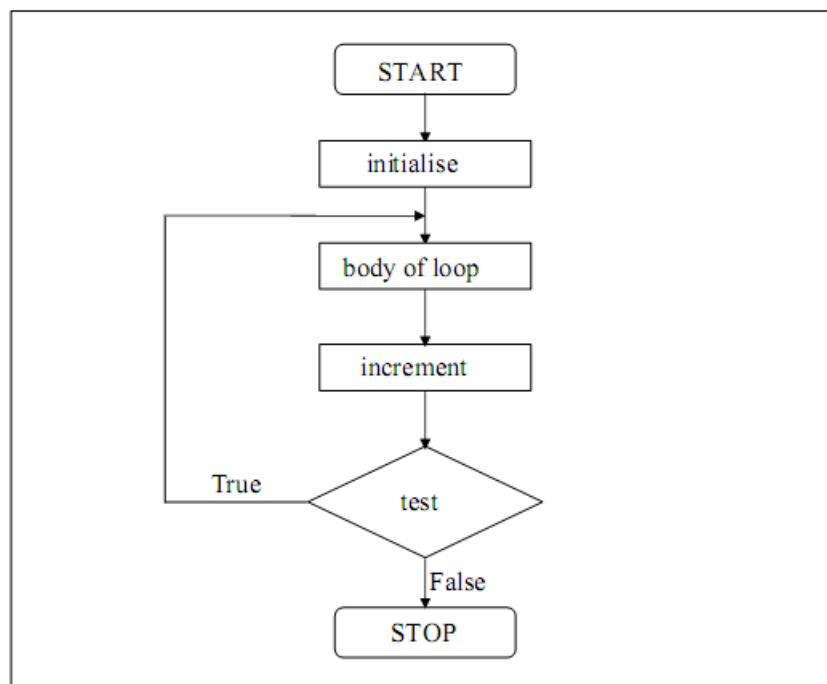 START
initialise
body of loop
increment
True
test
False
STOP